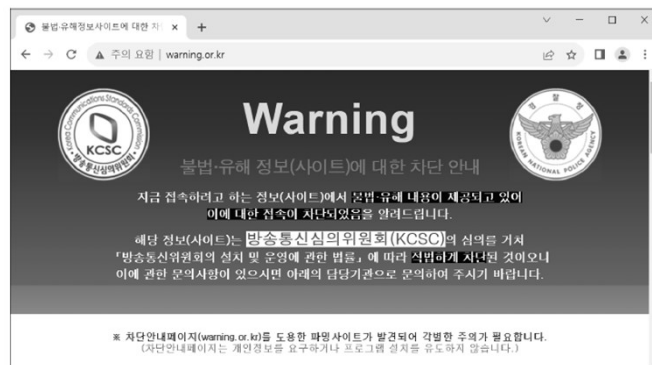 불법·유해정보사이트에 대한 차
주의 요함 | warning.or.kr
Communications Standards Commission
KCSC
방송통신심의위원회
Warning
경찰청
KOREAN NATIONAL POLICE AGENCY
불법·유해 정보(사이트)에 대한 차단 안내
지금 접속하려고 하는 정보(사이트)에서 불법·유해 내용이 제공되고 있어
이에 대한 접속이 차단되었음을 알려드립니다.
해당 정보(사이트)는 방송통신심의위원회(KCSC)의 심의를 거쳐
「방송통신위원회의 설치 및 운영에 관한 법률」에 따라 적법하게 차단된 것이오니
이에 관한 문의사항이 있으시면 아래의 담당기관으로 문의하여 주시기 바랍니다.
※ 차단안내페이지(warning.or.kr)를 도용한 파밍사이트가 발견되어 각별한 주의가 필요합니다.
(차단안내페이지는 개인정보를 요구하거나 프로그램 설치를 유도하지 않습니다.)